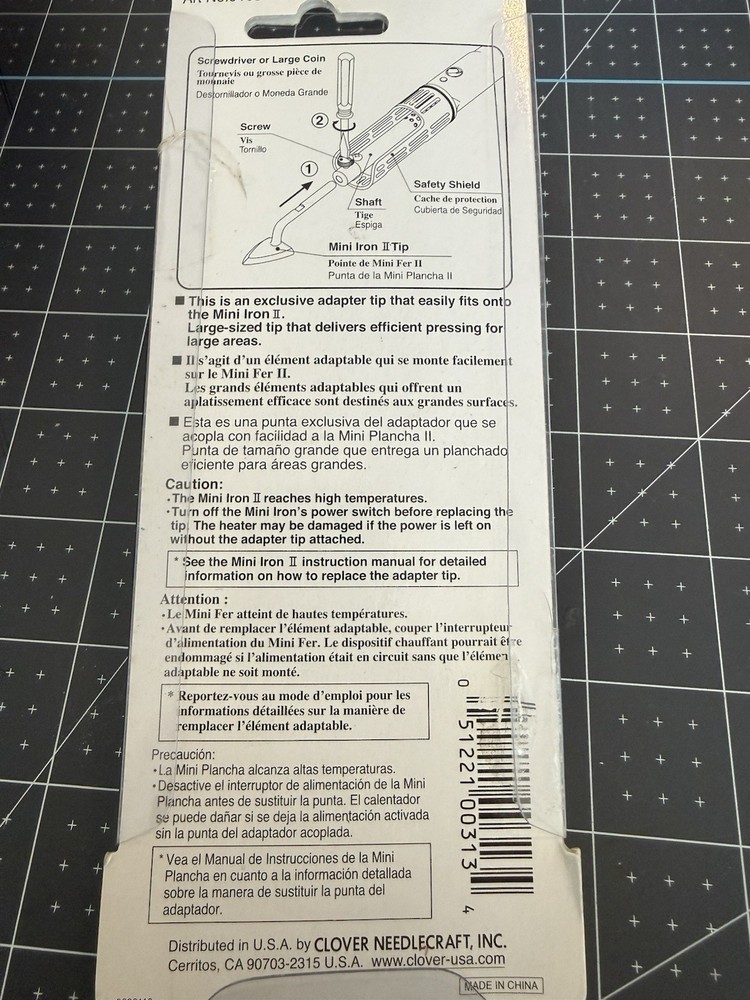 Screwdriver or Large Coin
Tournevis ou grosse pièce de
monnaie
Destornillador o Moneda Grande
②
Screw
Vis
Tornillo
①
Safety Shield
Cache de protection
Cubierta de Seguridad
Shaft
Tige
Espiga
Mini Iron Ⅱ Tip
Pointe de Mini Fer II
Punta de la Mini Plancha II
■ This is an exclusive adapter tip that easily fits onto
the Mini Iron Ⅱ.
Large-sized tip that delivers efficient pressing for
large areas.
■ Il s'agit d'un élément adaptable qui se monte facilement
sur le Mini Fer II.
Les grands éléments adaptables qui offrent un
aplatissement efficace sont destinés aux grandes surfaces.
■ Esta es una punta exclusiva del adaptador que se
acopla con facilidad a la Mini Plancha II.
Punta de tamaño grande que entrega un planchado
eficiente para áreas grandes.
Caution:
・The Mini Iron Ⅱ reaches high temperatures.
・Turn off the Mini Iron's power switch before replacing the
tip. The heater may be damaged if the power is left on
without the adapter tip attached.
* See the Mini Iron Ⅱ instruction manual for detailed
information on how to replace the adapter tip.
Attention :
・Le Mini Fer atteint de hautes températures.
・Avant de remplacer l'élément adaptable, couper l'interrupteur
d'alimentation du Mini Fer. Le dispositif chauffant pourrait être
endommagé si l'alimentation était en circuit sans que l'élément
adaptable ne soit monté.
* Reportez-vous au mode d'emploi pour les
informations détaillées sur la manière de
remplacer l'élément adaptable.
Precaución:
・La Mini Plancha alcanza altas temperaturas.
・Desactive el interruptor de alimentación de la Mini
Plancha antes de sustituir la punta. El calentador
se puede dañar si se deja la alimentación activada
sin la punta del adaptador acoplada.
* Vea el Manual de Instrucciones de la Mini
Plancha en cuanto a la información detallada
sobre la manera de sustituir la punta del
adaptador.
0 51221 00313 4
Distributed in U.S.A. by CLOVER NEEDLECRAFT, INC.
Cerritos, CA 90703-2315 U.S.A. www.clover-usa.com
MADE IN CHINA